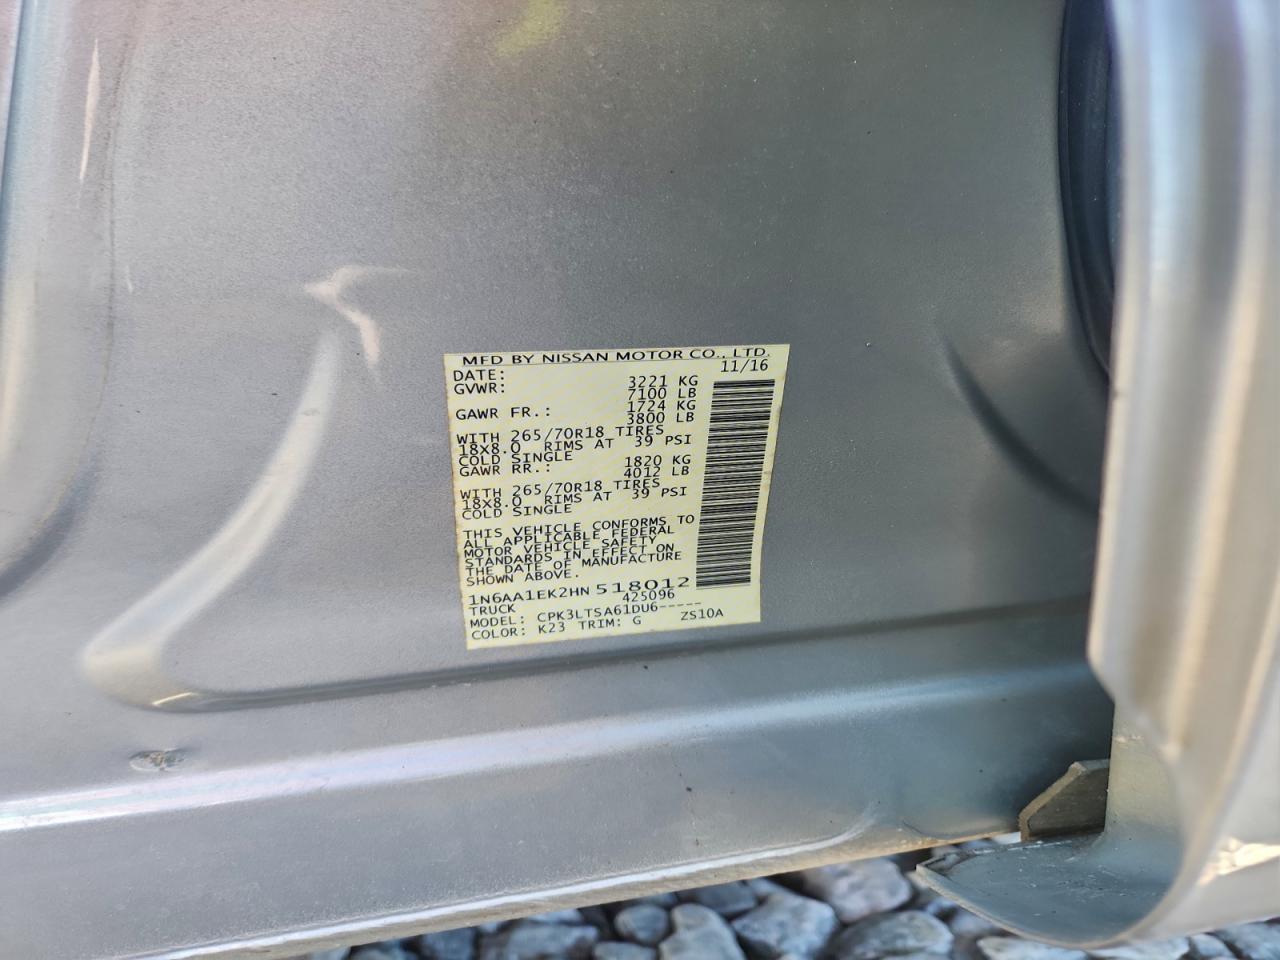 MFD BY NISSAN MOTOR CO., LTD.
DATE: 11/16
GVWR: 3221 KG
7100 LB
GAWR FR.: 1724 KG
3800 LB
WITH 265/70R18 TIRES
18X8.0 RIMS AT 39 PSI
COLD SINGLE
GAWR RR.: 1820 KG
4012 LB
WITH 265/70R18 TIRES
18X8.0 RIMS AT 39 PSI
COLD SINGLE
THIS VEHICLE CONFORMS TO
ALL APPLICABLE FEDERAL
MOTOR VEHICLE SAFETY
STANDARDS IN EFFECT ON
THE DATE OF MANUFACTURE
SHOWN ABOVE.
1N6AA1EK2HN518012
TRUCK 425096
MODEL: CPK3LTSA61DU6-----
COLOR: K23 TRIM: G ZS10A